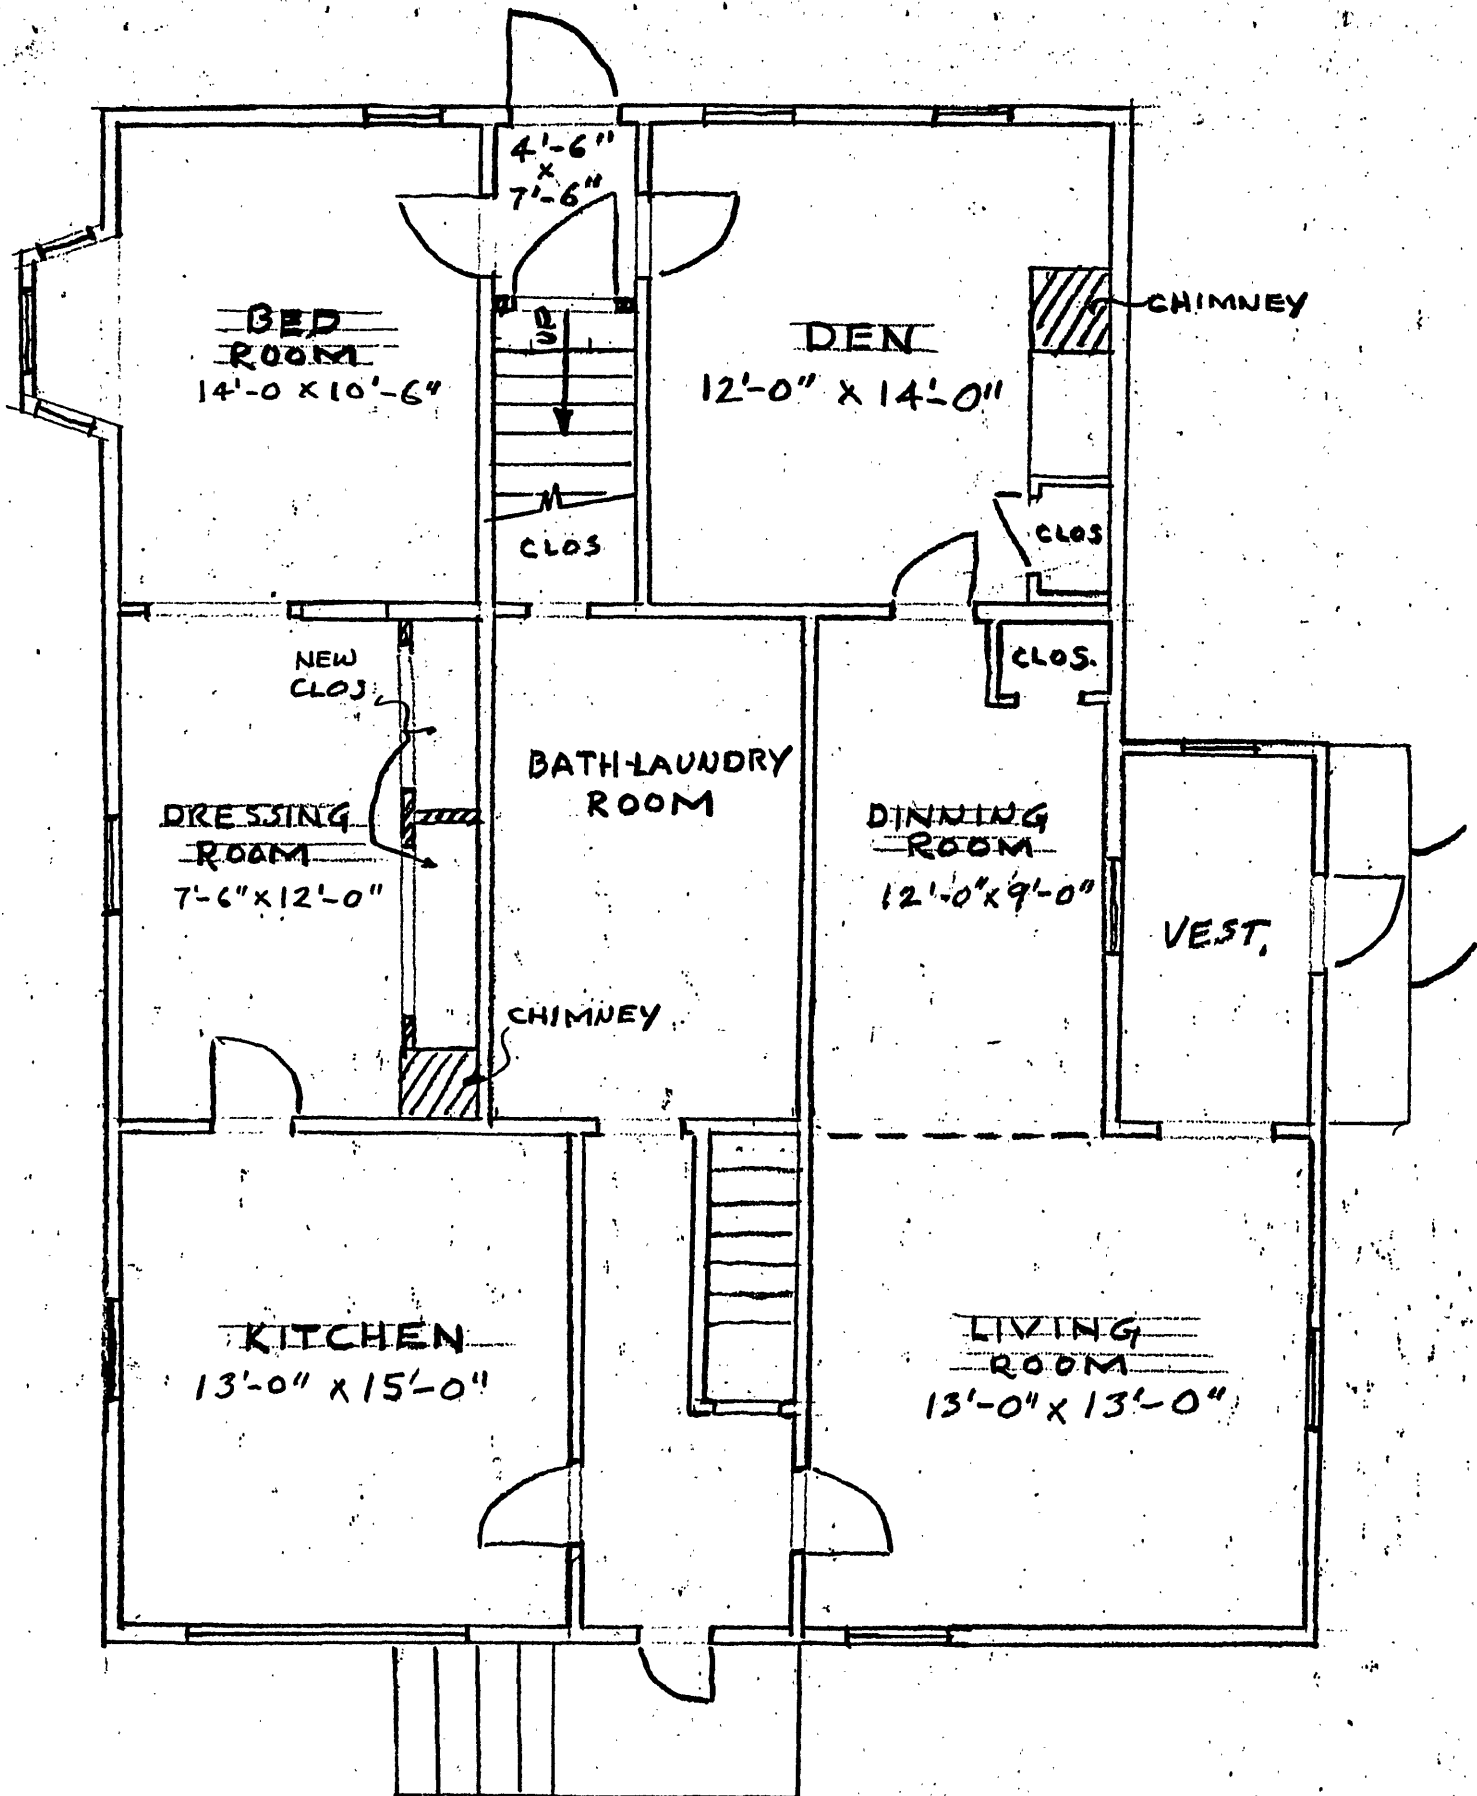 4'-6"
x
7'-6"
BED
ROOM
14'-0 x 10'-6"
DEN
12'-0" x 14'-0"
CHIMNEY
CLOS
CLOS
NEW
CLOS
CLOS.
BATH-LAUNDRY
ROOM
DRESSING
ROOM
7'-6" x 12'-0"
DINNING
ROOM
12'-0" x 9'-0"
VEST.
CHIMNEY
KITCHEN
13'-0" x 15'-0"
LIVING
ROOM
13'-0" x 13'-0"